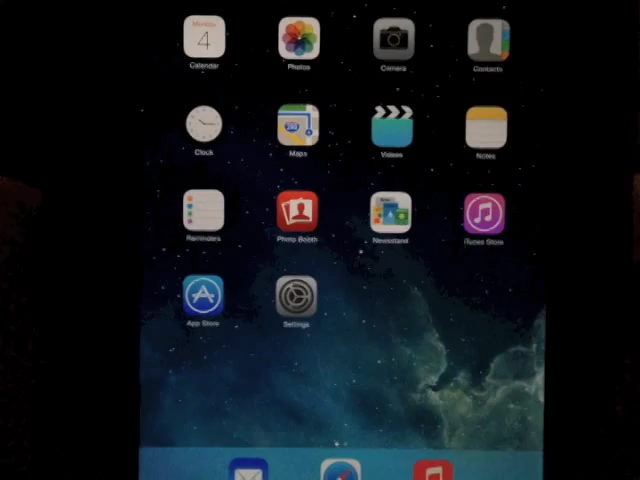 Monday
4
Calendar
Photos
Camera
Contacts
Clock
Maps
Videos
Notes
Reminders
Photo Booth
Newsstand
iTunes Store
App Store
Settings